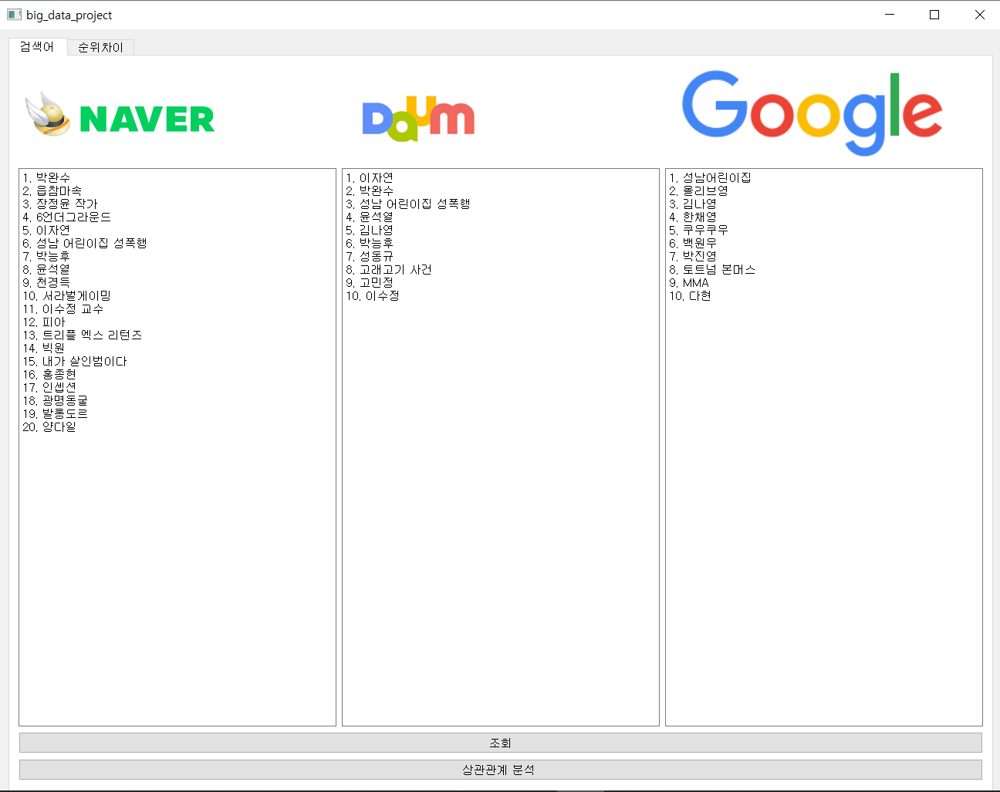 big_data_project
검색어 순위차이
NAVER
Daum
Google
1. 박완수
2. 읍참마속
3. 장정윤 작가
4. 6언더그라운드
5. 이자연
6. 성남 어린이집 성폭행
7. 박능후
8. 윤석열
9. 천경득
10. 서라벌게이밍
11. 이수정 교수
12. 피아
13. 트리플 엑스 리턴즈
14. 빅원
15. 내가 살인범이다
16. 홍종현
17. 인셉션
18. 광명동굴
19. 발롱도르
20. 양다일
1. 이자연
2. 박완수
3. 성남 어린이집 성폭행
4. 윤석열
5. 김나영
6. 박능후
7. 성동규
8. 고래고기 사건
9. 고민정
10. 이수정
1. 성남어린이집
2. 올리브영
3. 김나영
4. 한채영
5. 쿠우쿠우
6. 백원우
7. 박진영
8. 토트넘 본머스
9. MMA
10. 다현
조회
상관관계 분석